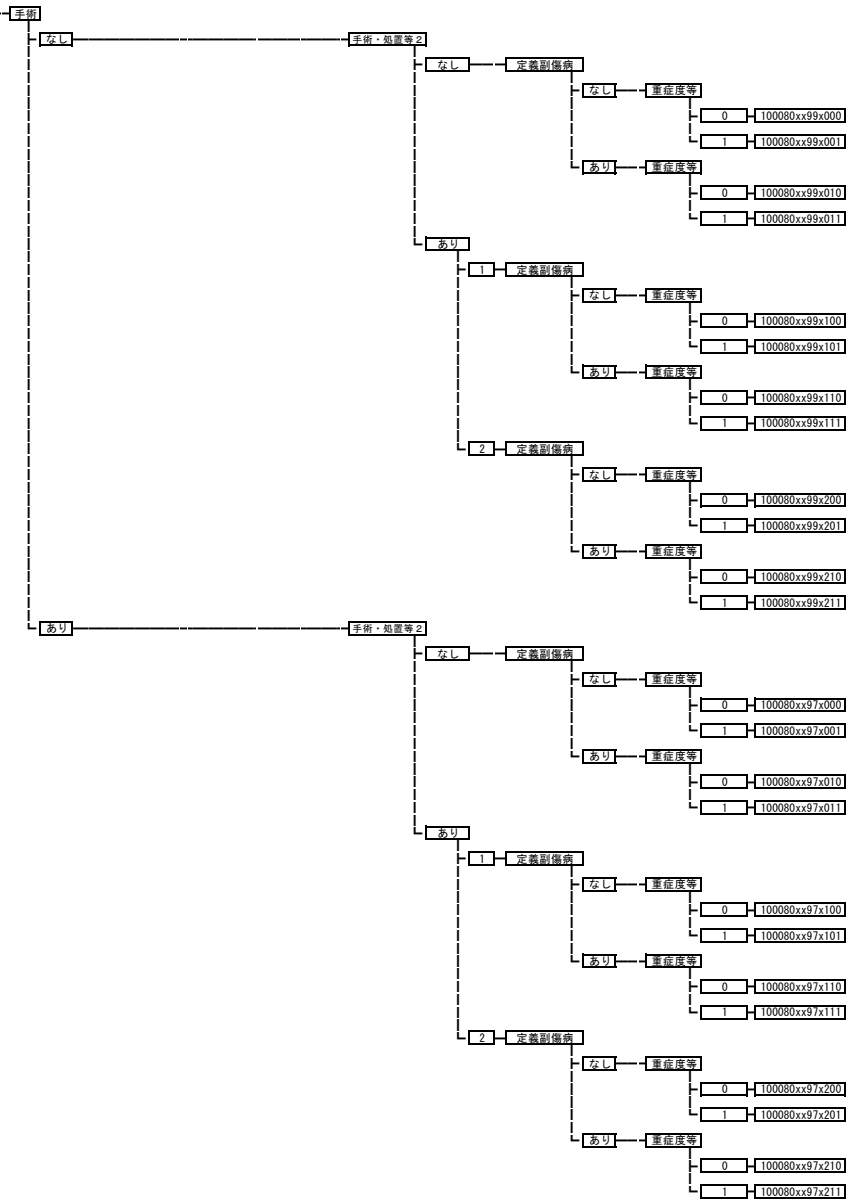 手術
なし 手術・処置等2
なし 定義副傷病
なし 重症度等
0 100080xx99x000
1 100080xx99x001
あり 重症度等
0 100080xx99x010
1 100080xx99x011
あり
1 定義副傷病
なし 重症度等
0 100080xx99x100
1 100080xx99x101
あり 重症度等
0 100080xx99x110
1 100080xx99x111
2 定義副傷病
なし 重症度等
0 100080xx99x200
1 100080xx99x201
あり 重症度等
0 100080xx99x210
1 100080xx99x211
あり 手術・処置等2
なし 定義副傷病
なし 重症度等
0 100080xx97x000
1 100080xx97x001
あり 重症度等
0 100080xx97x010
1 100080xx97x011
あり
1 定義副傷病
なし 重症度等
0 100080xx97x100
1 100080xx97x101
あり 重症度等
0 100080xx97x110
1 100080xx97x111
2 定義副傷病
なし 重症度等
0 100080xx97x200
1 100080xx97x201
あり 重症度等
0 100080xx97x210
1 100080xx97x211